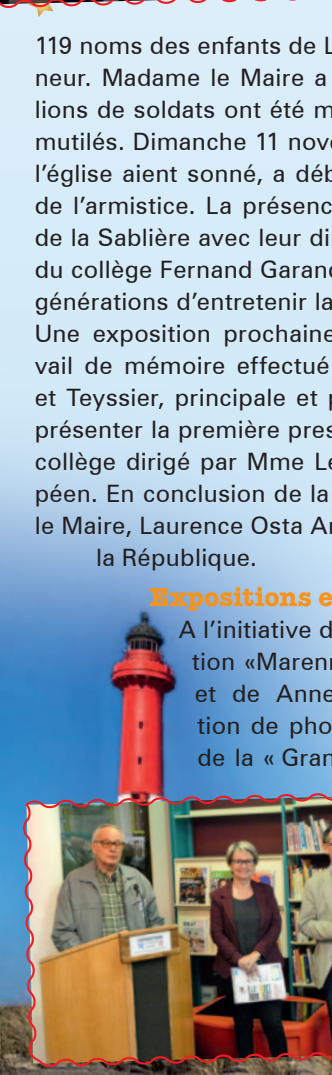 119 noms des enfants de L
neur. Madame le Maire a
lions de soldats ont été m
mutilés. Dimanche 11 nov
l’église aient sonné, a déb
de l’armistice. La présenc
de la Sablière avec leur di
du collège Fernand Garand
générations d’entretenir la
Une exposition prochaine
vail de mémoire effectué
et Teyssier, principale et p
présenter la première pres
collège dirigé par Mme Le
péen. En conclusion de la
le Maire, Laurence Osta A
la République.
Expositions e
A l’initiative d
tion «Marenn
et de Anne
tion de pho
de la « Gran